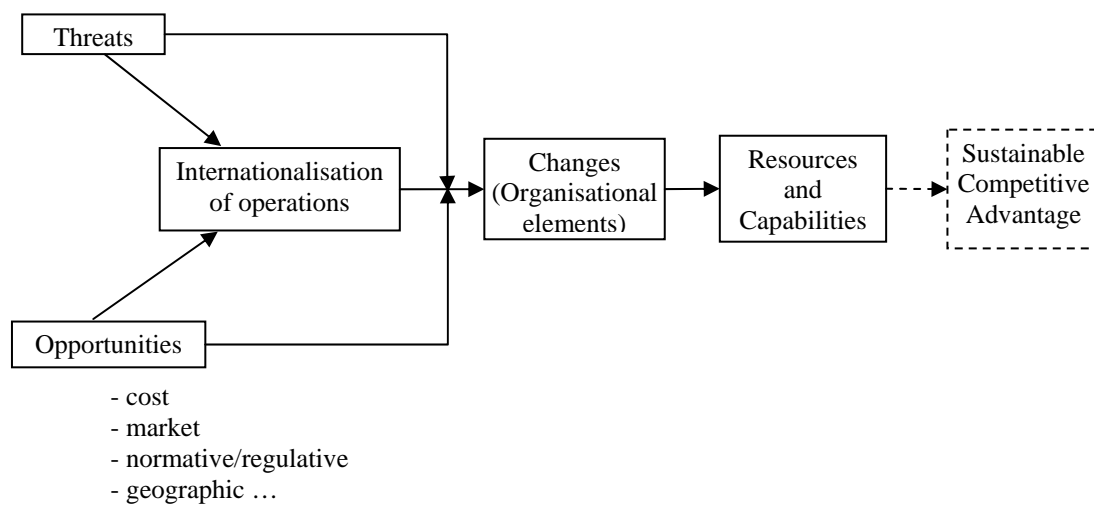 Threats
Internationalisation
of operations
Changes
(Organisational
elements)
Resources
and
Capabilities
Sustainable
Competitive
Advantage
Opportunities
- cost
- market
- normative/regulative
- geographic …